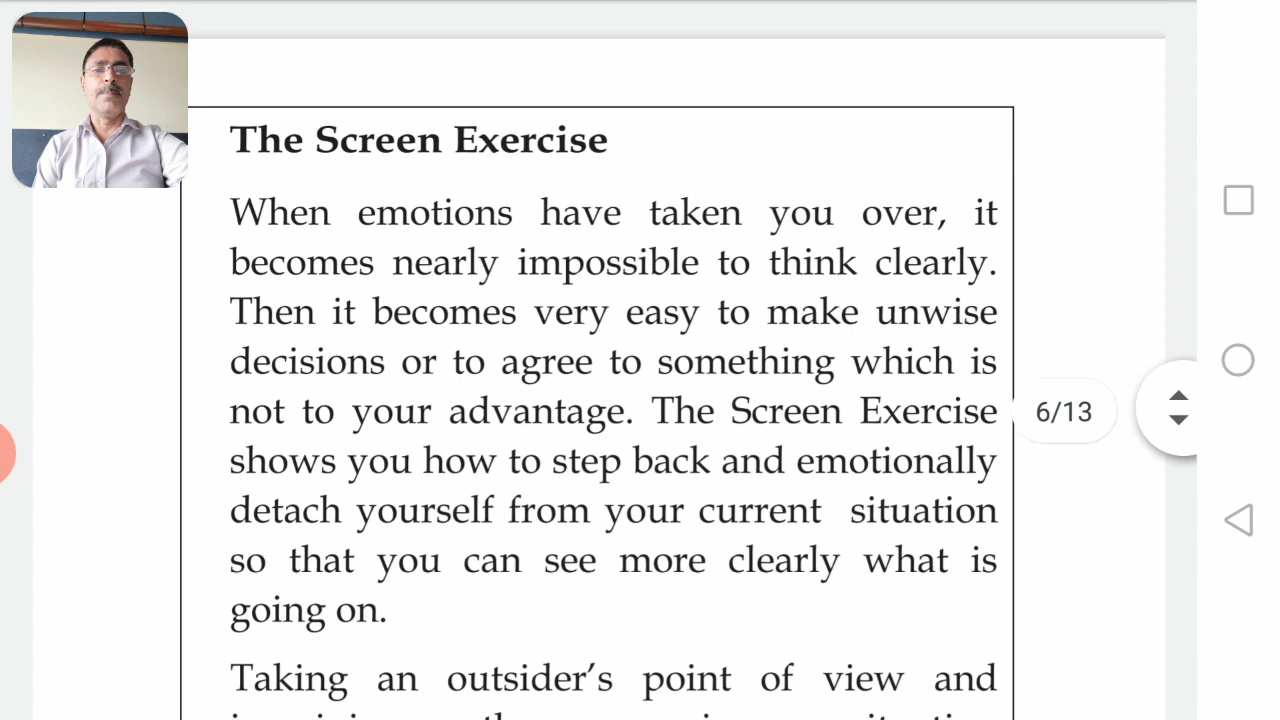 The Screen Exercise
When emotions have taken you over, it
becomes nearly impossible to think clearly.
Then it becomes very easy to make unwise
decisions or to agree to something which is
not to your advantage. The Screen Exercise
shows you how to step back and emotionally
detach yourself from your current situation
so that you can see more clearly what is
going on.
Taking an outsider's point of view and
6/13